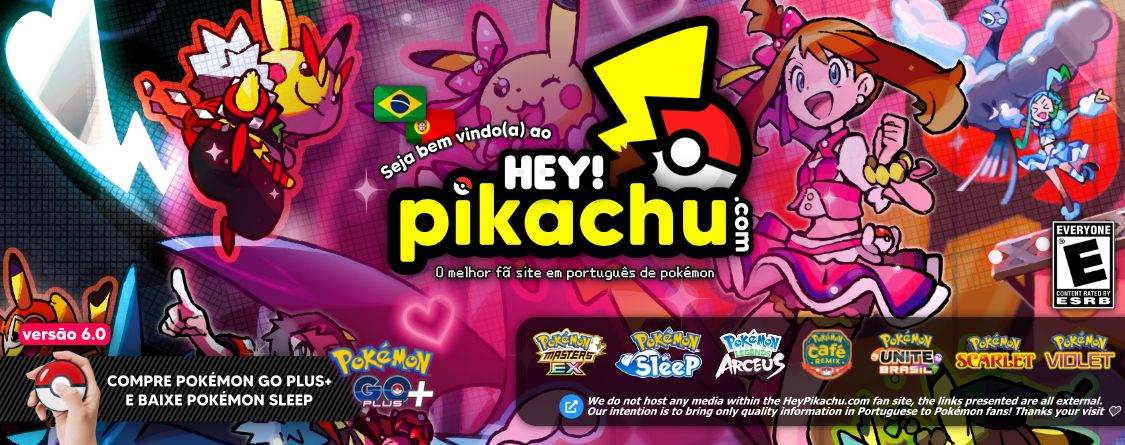 Seja bem vindo(a) ao
HEY!
pikachu
.com
O melhor fã site em português de pokémon
EVERYONE
E
CONTENT RATED BY
ESRB
versão 6.0
COMPRE POKÉMON GO PLUS+
E BAIXE POKÉMON SLEEP
POKÉMON
GO
PLUS
+
POKÉMON
MASTERS
EX
POKÉMON
SLEEP
POKÉMON
LEGENDS
ARCEUS
POKÉMON
Café
REMIX
POKÉMON
UNITE
BRASIL
POKÉMON
SCARLET
POKÉMON
VIOLET
We do not host any media within the HeyPikachu.com fan site, the links presented are all external.
Our intention is to bring only quality information in Portuguese to Pokémon fans! Thanks your visit